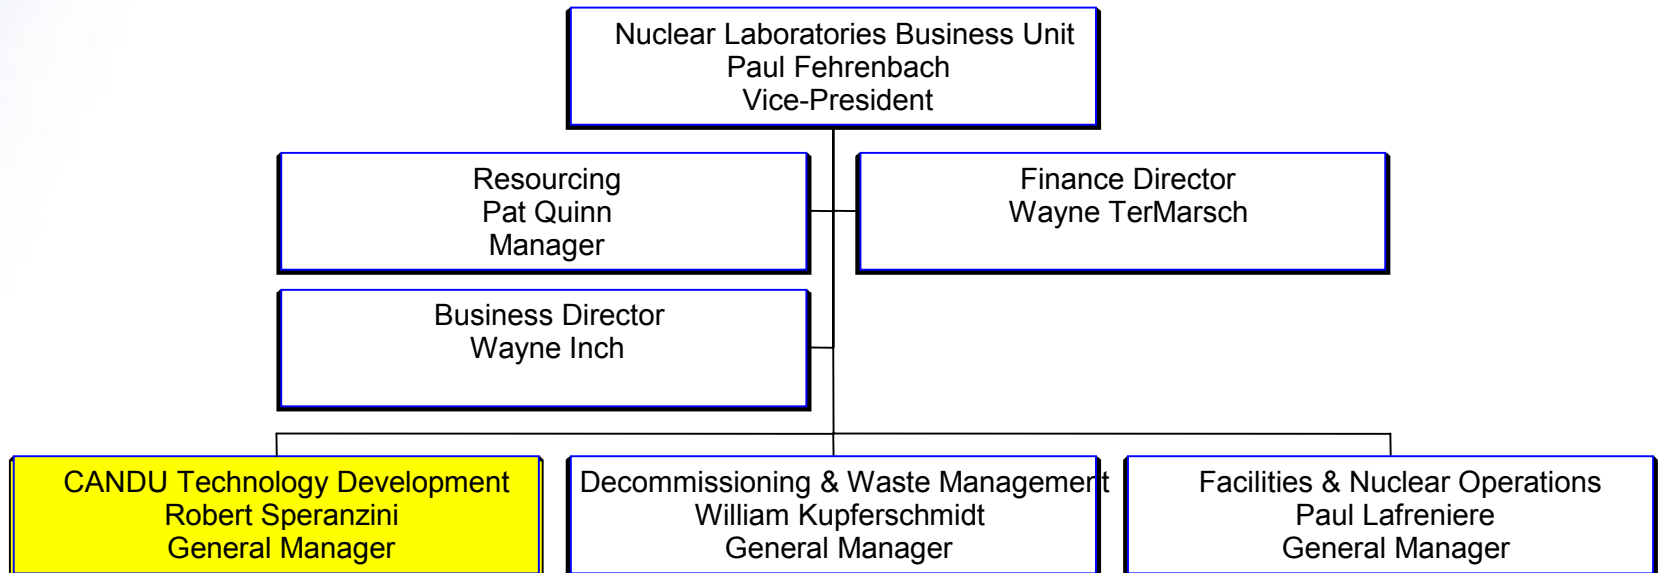 Nuclear Laboratories Business Unit
Paul Fehrenbach
Vice-President
Resourcing
Pat Quinn
Manager
Finance Director
Wayne TerMarsch
Business Director
Wayne Inch
CANDU Technology Development
Robert Speranzini
General Manager
Decommissioning & Waste Management
William Kupferschmidt
General Manager
Facilities & Nuclear Operations
Paul Lafreniere
General Manager